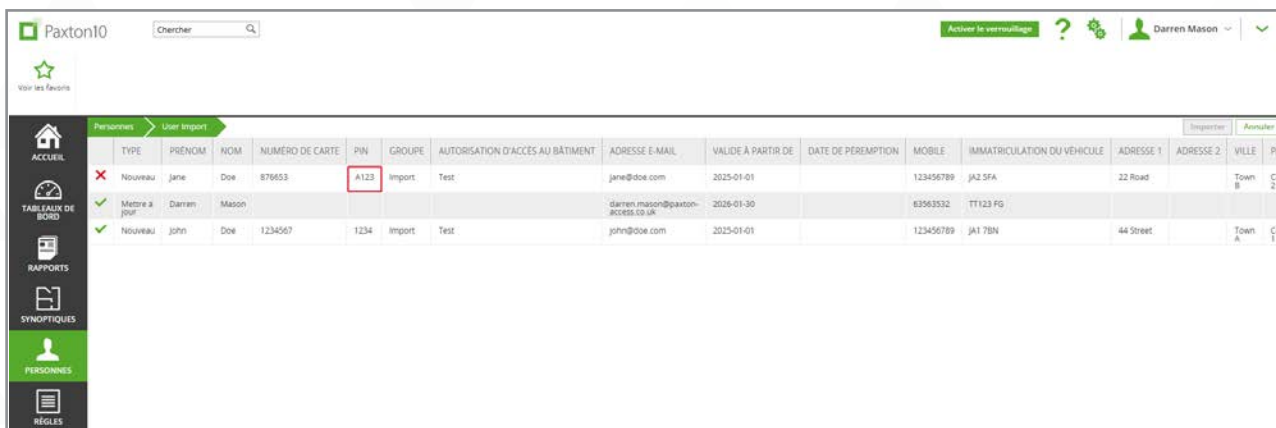 Paxton10 Chercher Activer le verrouillage ? Darren Mason
Voir les favoris
Personnes User Import Importer Annuler
TYPE PRÉNOM NOM NUMÉRO DE CARTE PIN GROUPE AUTORISATION D'ACCÈS AU BÂTIMENT ADRESSE E-MAIL VALIDE À PARTIR DE DATE DE PÉREMPTION MOBILE IMMATRICULATION DU VÉHICULE ADRESSE 1 ADRESSE 2 VILLE
Nouveau Jane Doe 876653 A123 Import Test jane@doe.com 2025-01-01 123456789 JA2 5FA 22 Road Town B
Mettre à jour Darren Mason darren.mason@paxton-access.co.uk 2026-01-30 63563532 TT123 FG
Nouveau John Doe 1234567 1234 Import Test john@doe.com 2025-01-01 123456789 JA1 7BN 44 Street Town A
ACCUEIL
TABLEAUX DE BORD
RAPPORTS
SYNOPTIQUES
PERSONNES
RÈGLES